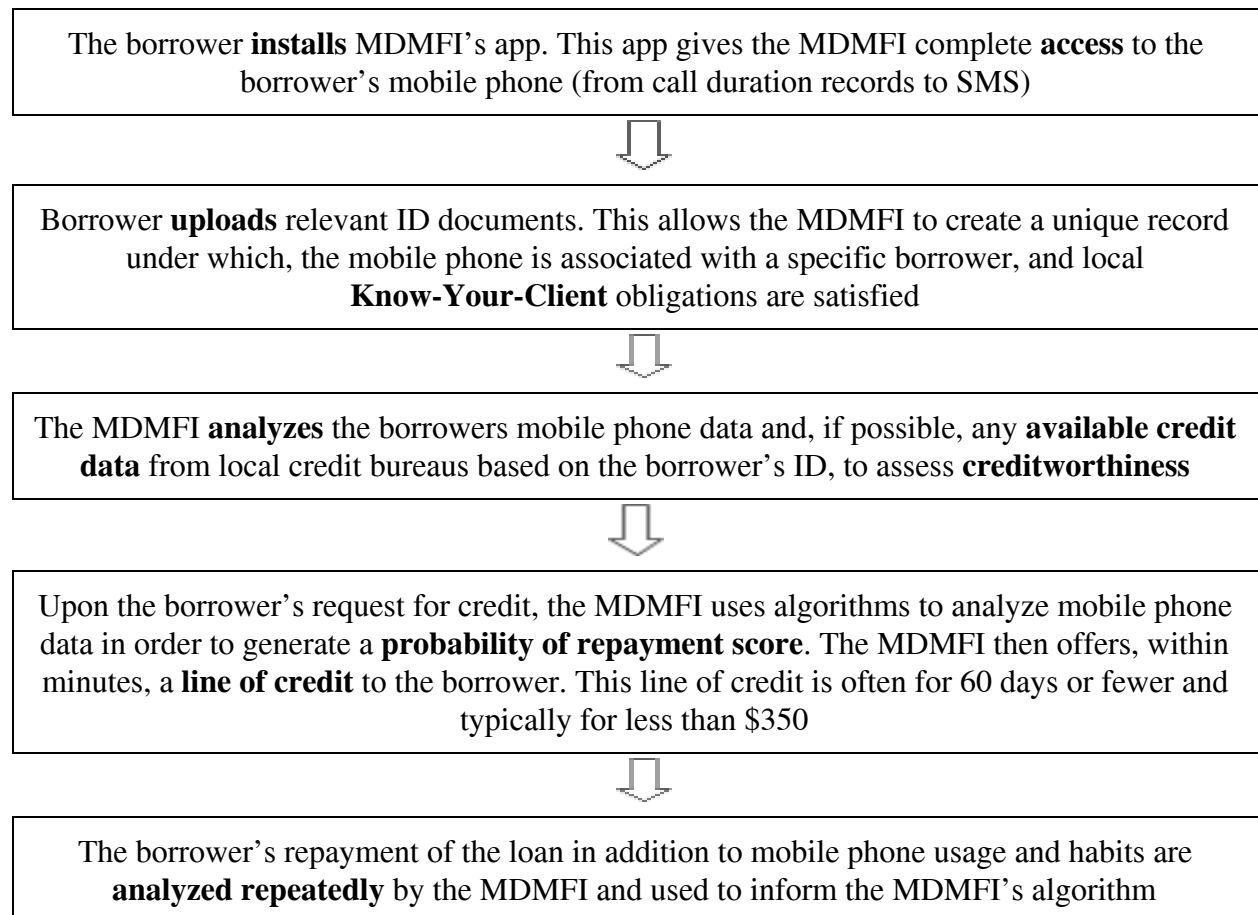 The borrower installs MDMFI's app. This app gives the MDMFI complete access to the
borrower's mobile phone (from call duration records to SMS)
Borrower uploads relevant ID documents. This allows the MDMFI to create a unique record
under which, the mobile phone is associated with a specific borrower, and local
Know-Your-Client obligations are satisfied
The MDMFI analyzes the borrowers mobile phone data and, if possible, any available credit
data from local credit bureaus based on the borrower's ID, to assess creditworthiness
Upon the borrower's request for credit, the MDMFI uses algorithms to analyze mobile phone
data in order to generate a probability of repayment score. The MDMFI then offers, within
minutes, a line of credit to the borrower. This line of credit is often for 60 days or fewer and
typically for less than $350
The borrower's repayment of the loan in addition to mobile phone usage and habits are
analyzed repeatedly by the MDMFI and used to inform the MDMFI's algorithm